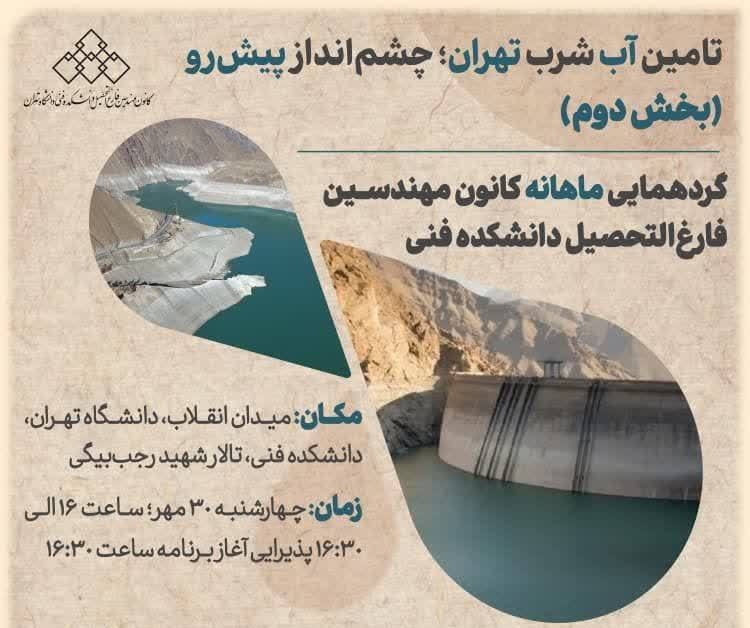 تامین آب شرب تهران؛ چشم‌انداز پیش‌رو
(بخش دوم)
کانون مهندسین فارغ التحصیل دانشکده فنی دانشگاه تهران
گردهمایی ماهانه کانون مهندسین
فارغ‌التحصیل دانشکده فنی
مکان: میدان انقلاب، دانشگاه تهران،
دانشکده فنی، تالار شهید رجب‌بیگی
زمان: چهارشنبه ۳۰ مهر؛ ساعت ۱۶ الی
۱۶:۳۰ پذیرایی آغاز برنامه ساعت ۱۶:۳۰